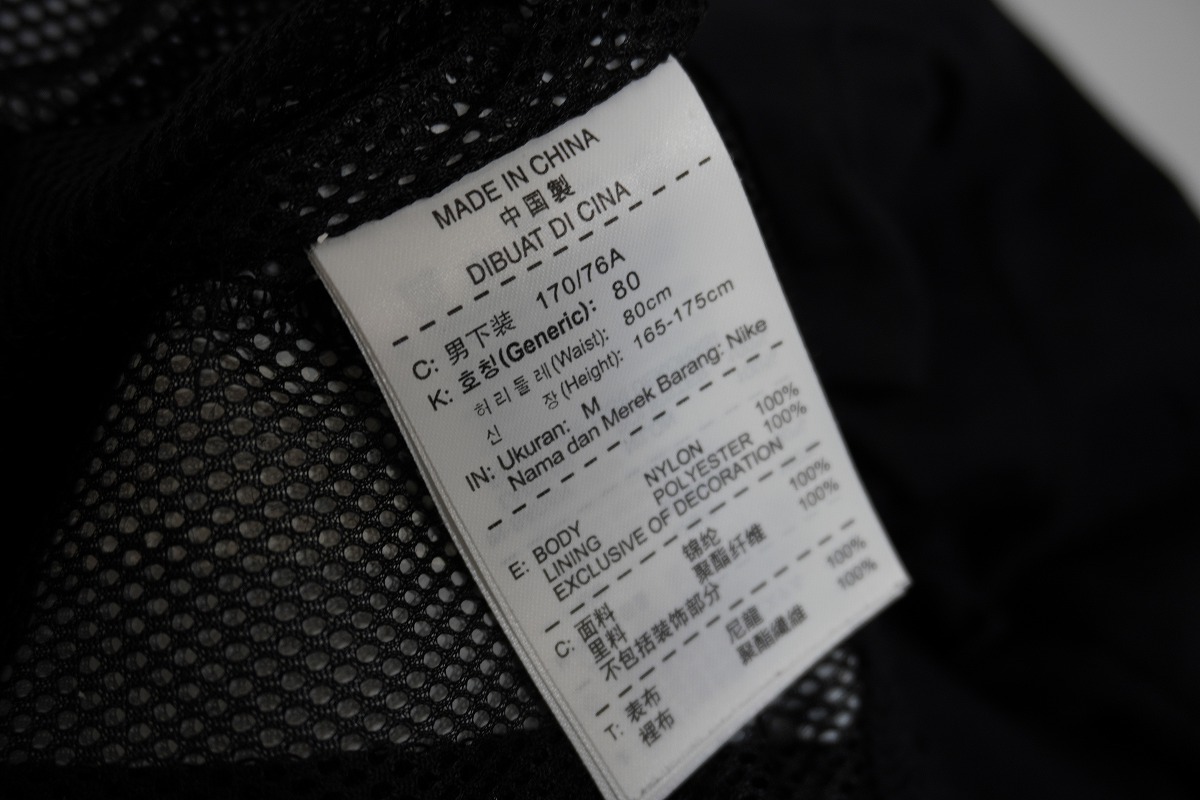 MADE IN CHINA
中国製
DIBUAT DI CINA
C: 男下装 170/76A
K: 호칭(Generic): 80
허리둘레(Waist): 80cm
신 장(Height): 165-175cm
IN: Ukuran: M
Nama dan Merek Barang: Nike
E: BODY NYLON 100%
LINING POLYESTER 100%
EXCLUSIVE OF DECORATION
C: 面料 锦纶 100%
里料 聚酯纤维 100%
不包括装饰部分
T: 表布 尼龍 100%
裡布 聚酯纖維 100%